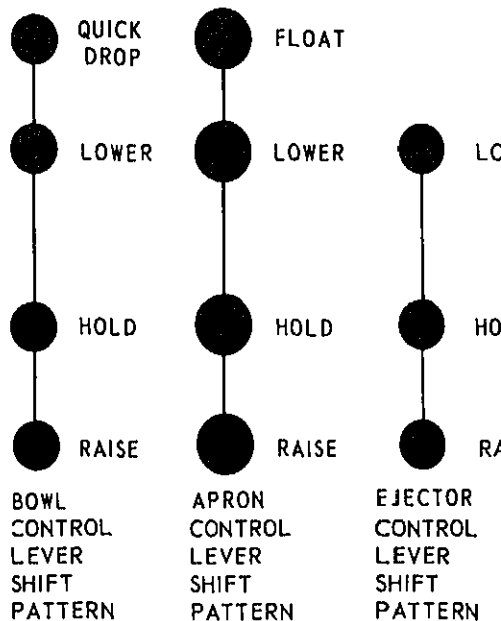 QUICK
DROP
FLOAT
LOWER
LOWER
LO
HOLD
HOLD
HO
RAISE
RAISE
RA
BOWL
CONTROL
LEVER
SHIFT
PATTERN
APRON
CONTROL
LEVER
SHIFT
PATTERN
EJECTOR
CONTROL
LEVER
SHIFT
PATTERN